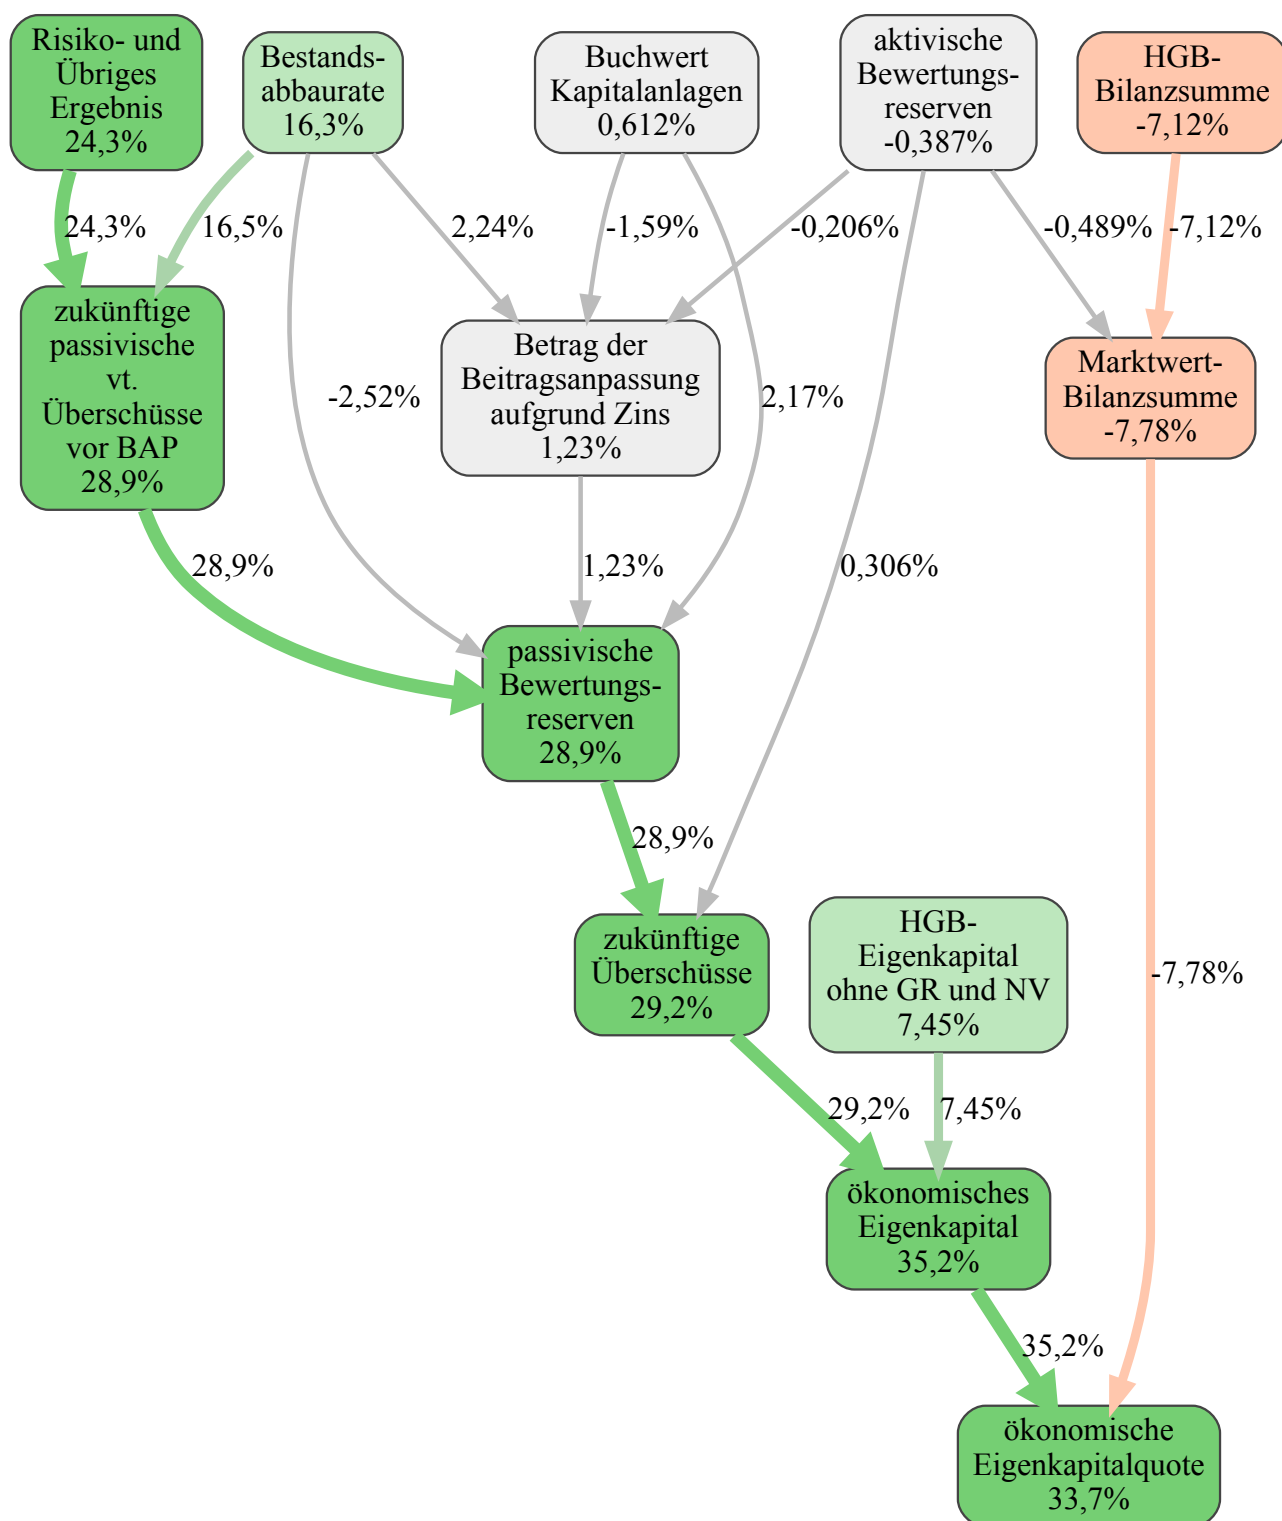 Risiko- und
Übriges
Ergebnis
24,3%
Bestands-
abbaurate
16,3%
Buchwert
Kapitalanlagen
0,612%
aktivische
Bewertungs-
reserven
-0,387%
HGB-
Bilanzsumme
-7,12%
24,3%
16,5%
2,24%
-1,59%
-0,206%
-0,489%
-7,12%
zukünftige
passivische
vt.
Überschüsse
vor BAP
28,9%
-2,52%
Betrag der
Beitragsanpassung
aufgrund Zins
1,23%
2,17%
Marktwert-
Bilanzsumme
-7,78%
28,9%
1,23%
0,306%
passivische
Bewertungs-
reserven
28,9%
28,9%
zukünftige
Überschüsse
29,2%
HGB-
Eigenkapital
ohne GR und NV
7,45%
-7,78%
29,2%
7,45%
ökonomisches
Eigenkapital
35,2%
35,2%
ökonomische
Eigenkapitalquote
33,7%